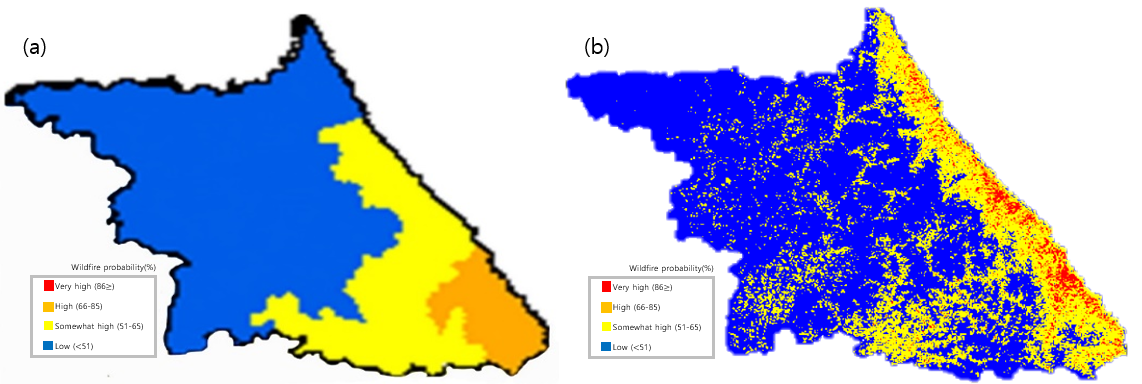 (a)
Wildfire probability(%)
Very high (86≥)
High (66-85)
Somewhat high (51-65)
Low (<51)
(b)
Wildfire probability(%)
Very high (86≥)
High (66-85)
Somewhat high (51-65)
Low (<51)